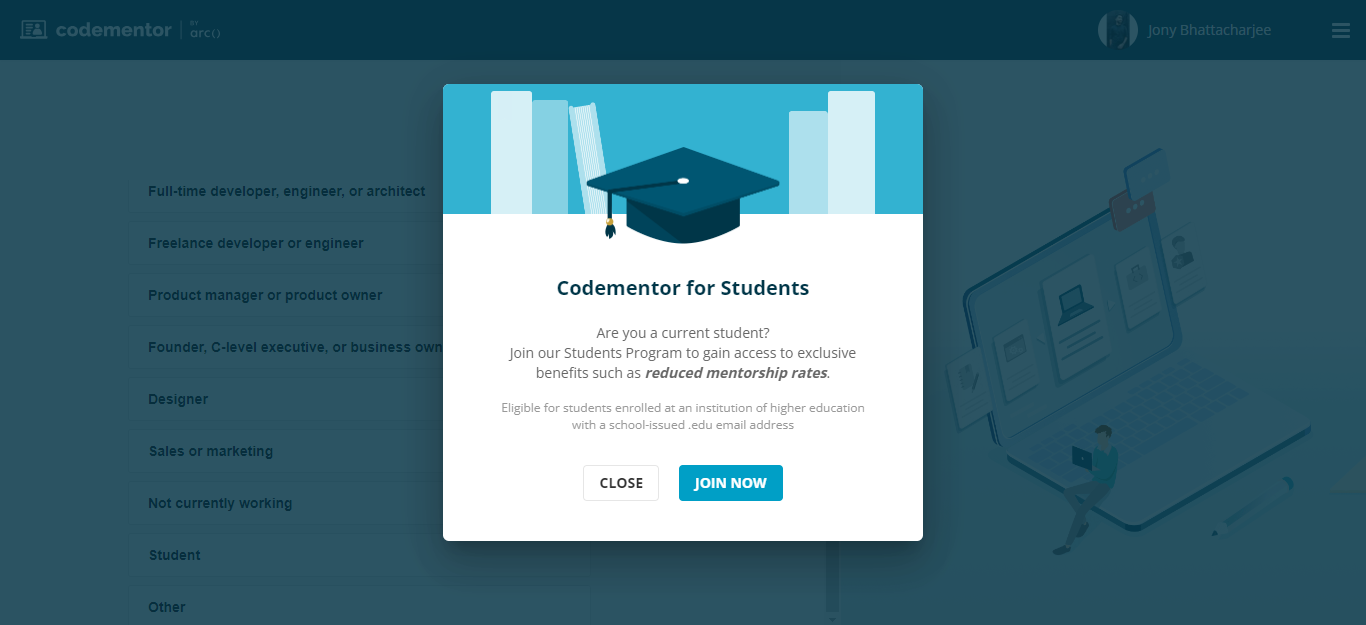 codementor
BY
arc()
Jony Bhattacharjee
Full-time developer, engineer, or architect
Freelance developer or engineer
Product manager or product owner
Founder, C-level executive, or business own
Designer
Sales or marketing
Not currently working
Student
Other
Codementor for Students
Are you a current student?
Join our Students Program to gain access to exclusive
benefits such as reduced mentorship rates.
Eligible for students enrolled at an institution of higher education
with a school-issued .edu email address
CLOSE
JOIN NOW